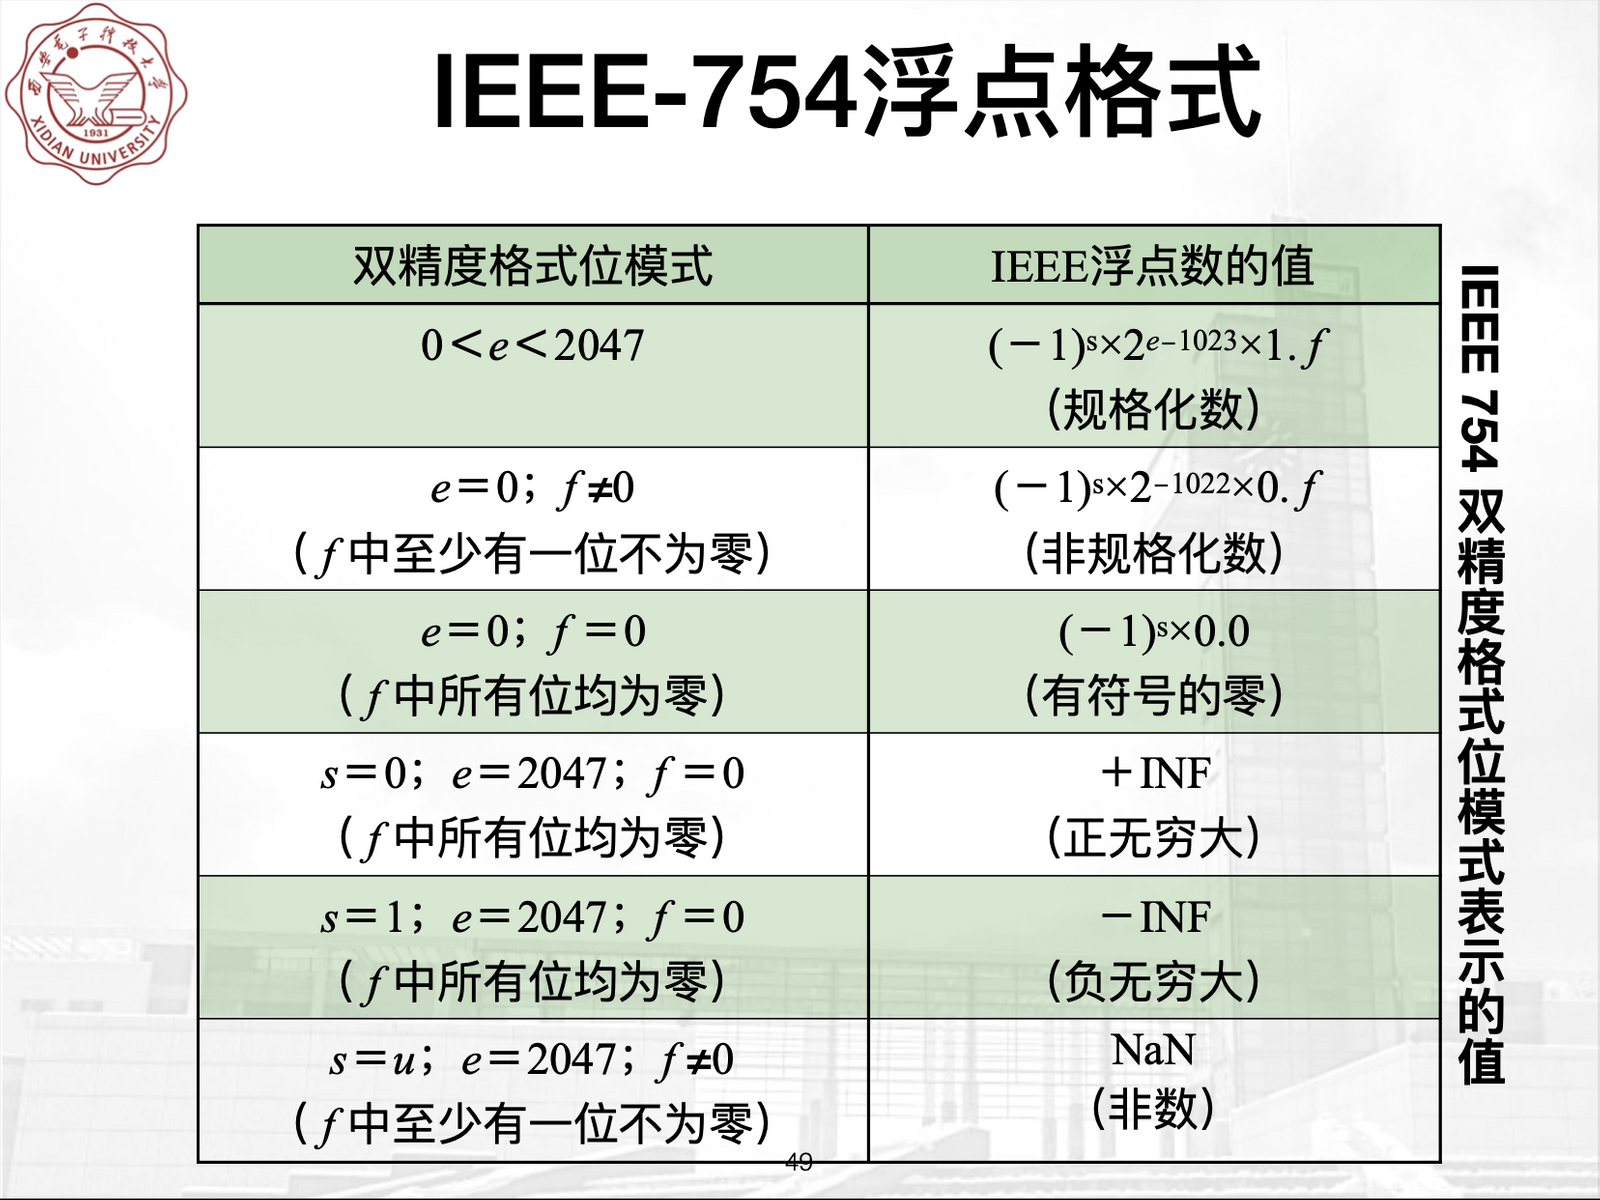 西安电子科技大学
1931
XIDIAN UNIVERSITY
IEEE-754浮点格式
双精度格式位模式
IEEE浮点数的值
0＜e＜2047
(－1)ˢ×2ᵉ⁻¹⁰²³×1. f
（规格化数）
e＝0；f≠0
（f 中至少有一位不为零）
(－1)ˢ×2⁻¹⁰²²×0. f
（非规格化数）
e＝0；f＝0
（f 中所有位均为零）
(－1)ˢ×0.0
（有符号的零）
s＝0；e＝2047；f＝0
（f 中所有位均为零）
＋INF
（正无穷大）
s＝1；e＝2047；f＝0
（f 中所有位均为零）
－INF
（负无穷大）
s＝u；e＝2047；f≠0
（f 中至少有一位不为零）
NaN
（非数）
IEEE 754 双精度格式位模式表示的值
49